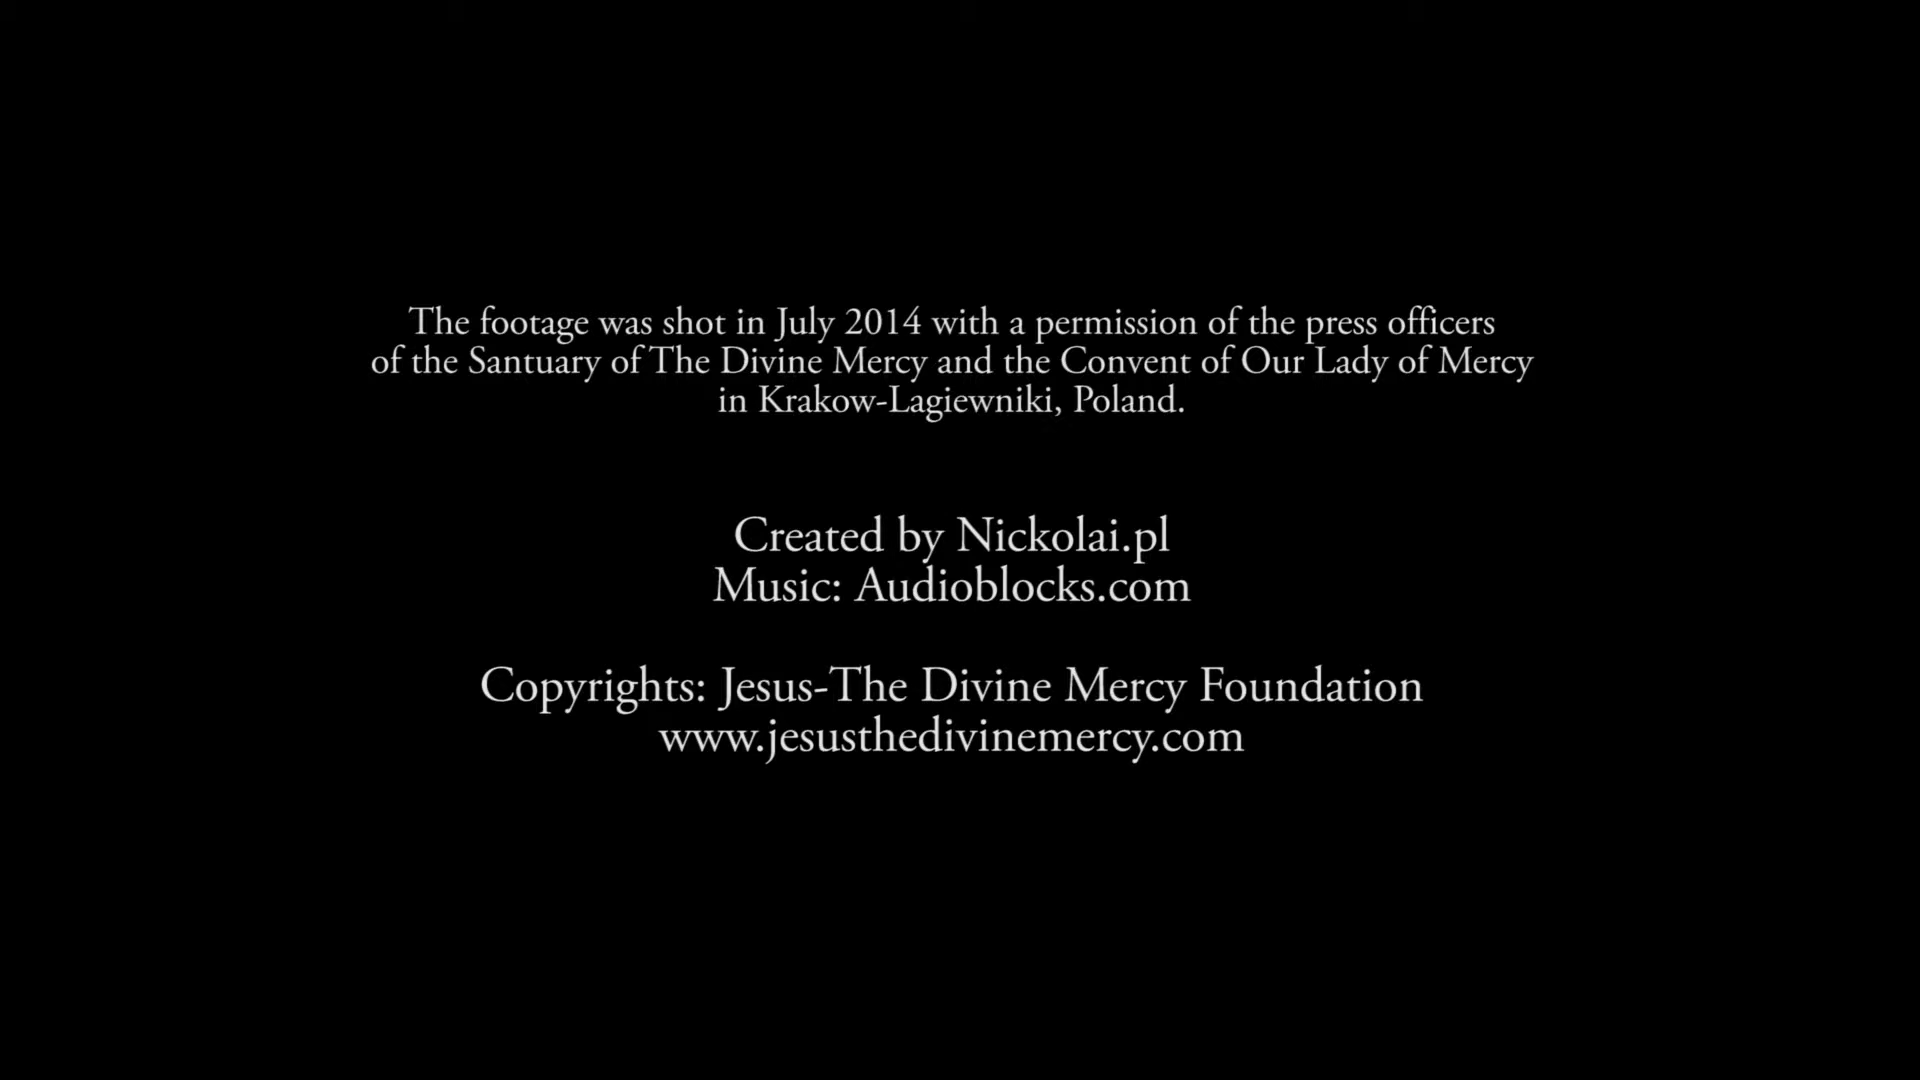 The footage was shot in July 2014 with a permission of the press officers
of the Santuary of The Divine Mercy and the Convent of Our Lady of Mercy
in Krakow-Lagiewniki, Poland.
Created by Nickolai.pl
Music: Audioblocks.com
Copyrights: Jesus-The Divine Mercy Foundation
www.jesusthedivinemercy.com